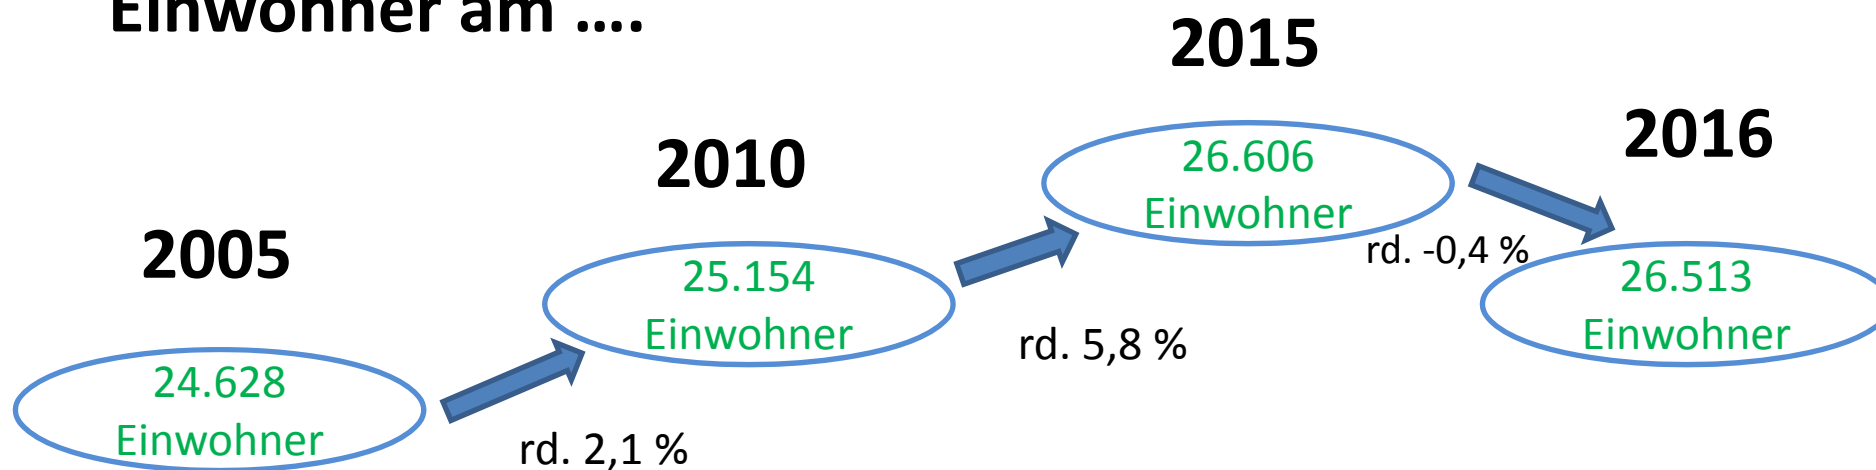 Einwohner am ….
2005
24.628
Einwohner
rd. 2,1 %
2010
25.154
Einwohner
rd. 5,8 %
2015
26.606
Einwohner
rd. -0,4 %
2016
26.513
Einwohner